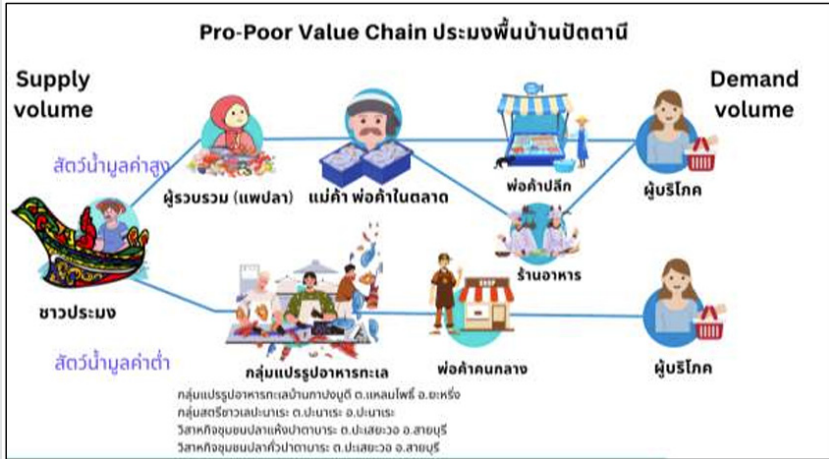 Pro-Poor Value Chain ประมงพื้นบ้านปัตตานี
Supply
volume
Demand
volume
สัตว์น้ำมูลค่าสูง
ผู้รวบรวม (แพปลา)
แม่ค้า พ่อค้าในตลาด
พ่อค้าปลีก
ผู้บริโภค
ร้านอาหาร
ชาวประมง
สัตว์น้ำมูลค่าต่ำ
กลุ่มแปรรูปอาหารทะเล
พ่อค้าคนกลาง
ผู้บริโภค
กลุ่มแปรรูปอาหารทะเลบ้านกาปงบูดี ต.แหลมโพธิ์ อ.ยะหริ่ง
กลุ่มสตรีชาวเลปะนาเระ ต.ปะนาเระ อ.ปะนาเระ
วิสาหกิจชุมชนปลาแห้งปาตาบาระ ต.ปะเสยะวอ อ.สายบุรี
วิสาหกิจชุมชนปลาคั่วปาตาบาระ ต.ปะเสยะวอ อ.สายบุรี